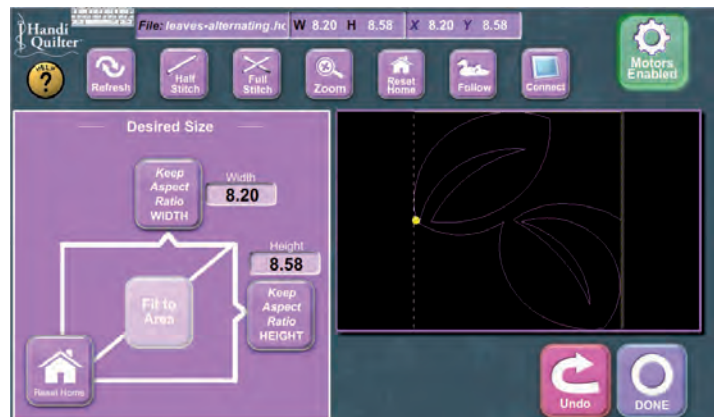 Handi
Quilter
File: leaves-alternating.hc W 8.20 H 8.58 X 8.20 Y 8.58
HELP
?
Refresh
Half
Stitch
Full
Stitch
Zoom
Reset
Home
Follow
Connect
Motors
Enabled
Desired Size
Keep
Aspect
Ratio
WIDTH
Width
8.20
Height
8.58
Fit to
Area
Keep
Aspect
Ratio
HEIGHT
Reset Home
Undo
DONE